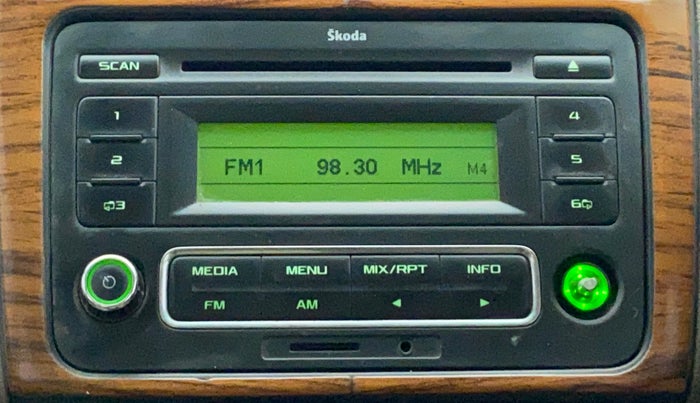 Škoda
SCAN
1
4
2
5
3
6
FM1 98.30 MHz M4
MEDIA MENU MIX/RPT INFO
FM AM